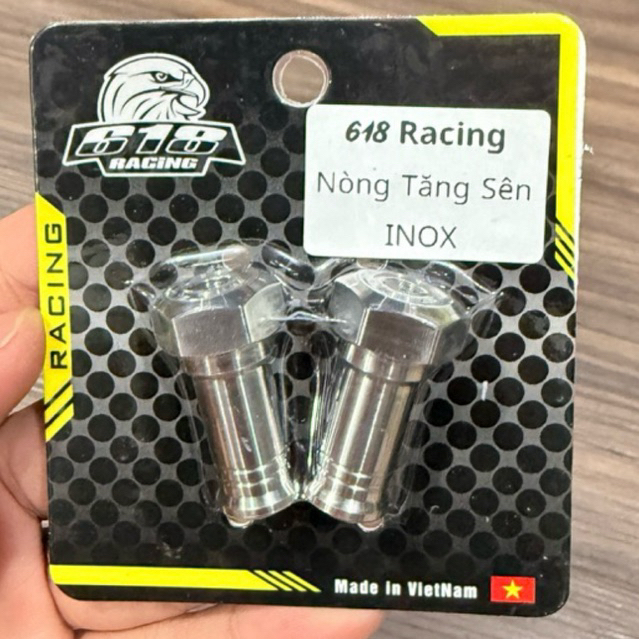 618
RACING
618 Racing
Nòng Tăng Sên
INOX
RACING
Made in VietNam